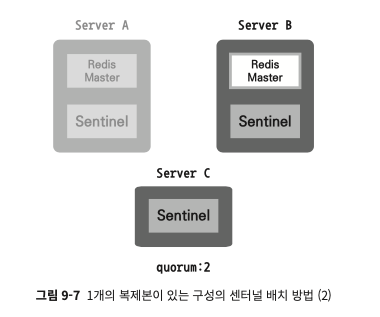 Server A
Server B
Redis
Master
Redis
Master
Sentinel
Sentinel
Server C
Sentinel
quorum:2
그림 9-7 1개의 복제본이 있는 구성의 센터널 배치 방법 (2)